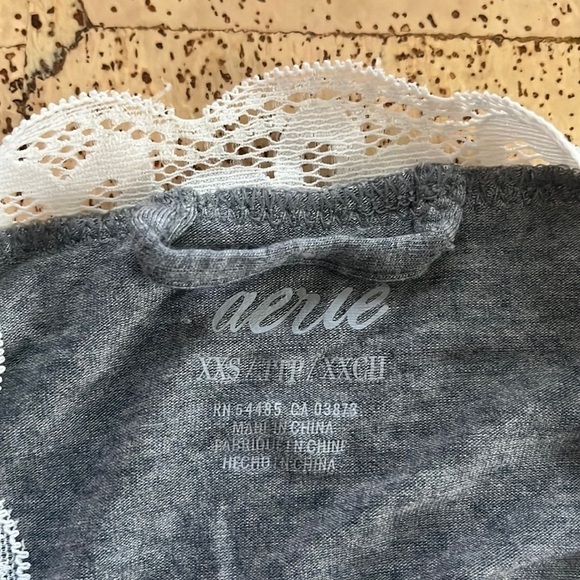 aerie
XXS / TTP / XXCH
RN 54485 CA 03873
MADE IN CHINA
FABRIQUE EN CHINE
HECHO EN CHINA